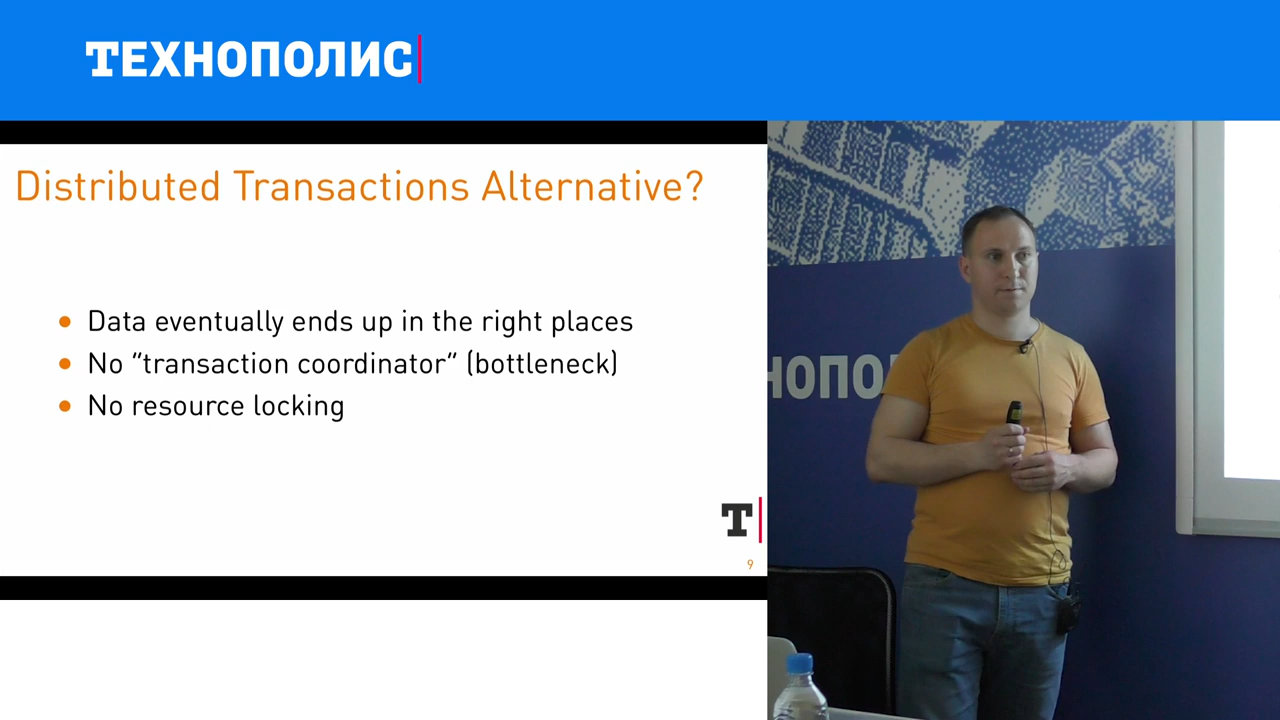 ТЕХНОПОЛИС
Distributed Transactions Alternative?
Data eventually ends up in the right places
No "transaction coordinator" (bottleneck)
No resource locking
T
9
НОПО